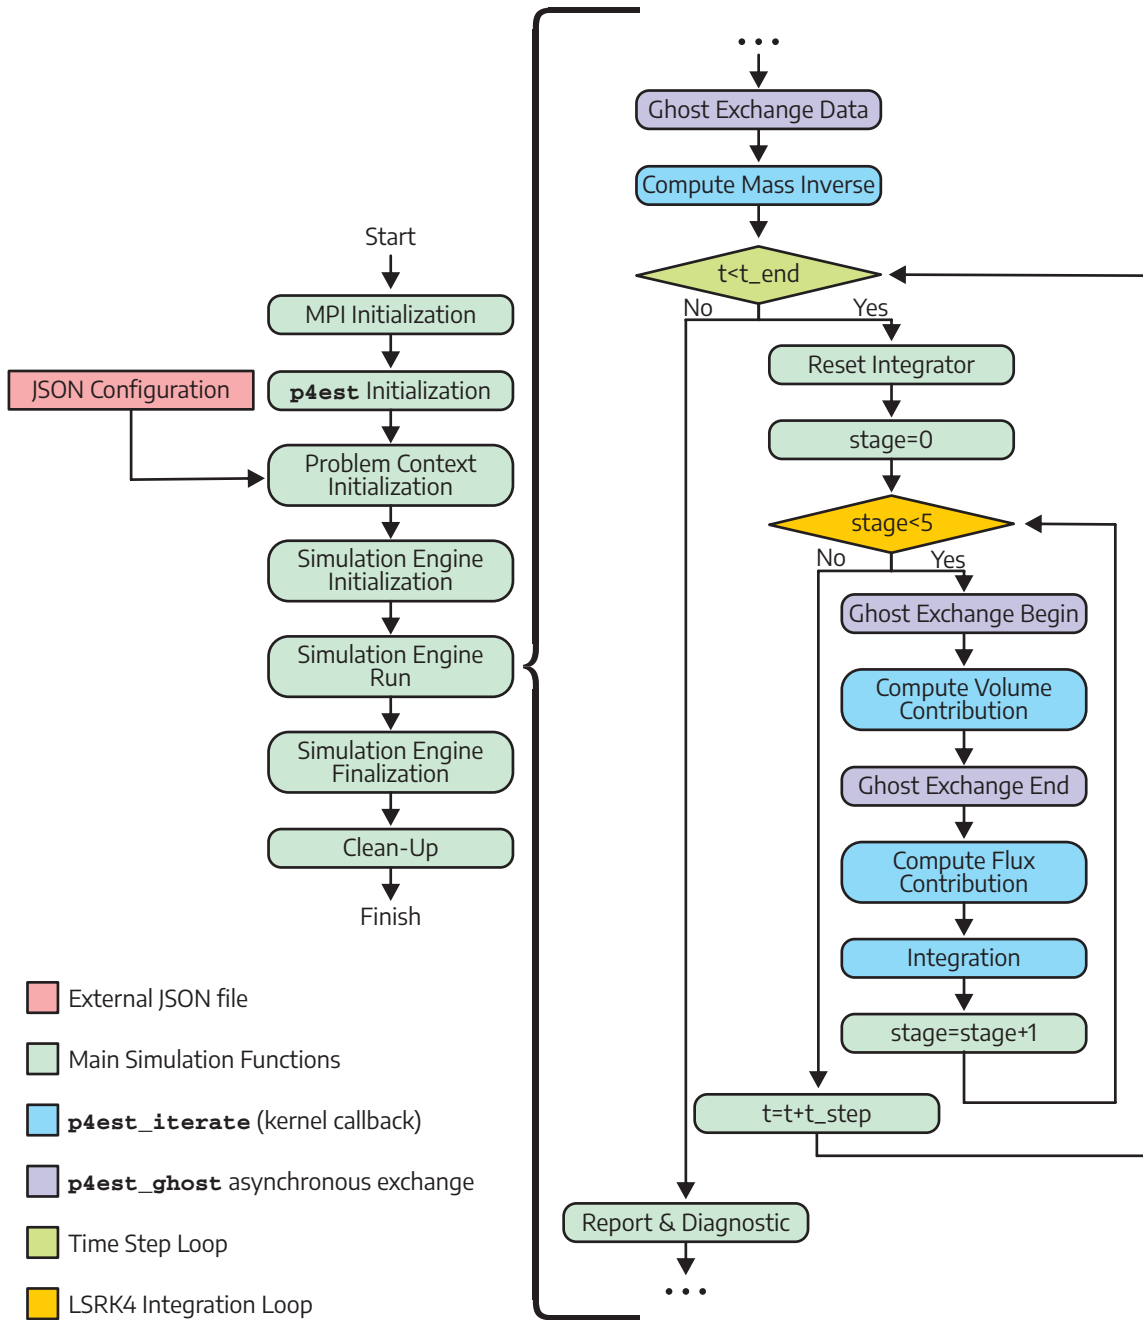 Start
MPI Initialization
JSON Configuration
p4est Initialization
Problem Context
Initialization
Simulation Engine
Initialization
Simulation Engine
Run
Simulation Engine
Finalization
Clean-Up
Finish
External JSON file
Main Simulation Functions
p4est_iterate (kernel callback)
p4est_ghost asynchronous exchange
Time Step Loop
LSRK4 Integration Loop
...
Ghost Exchange Data
Compute Mass Inverse
t<t_end
No
Yes
Reset Integrator
stage=0
stage<5
No
Yes
Ghost Exchange Begin
Compute Volume
Contribution
Ghost Exchange End
Compute Flux
Contribution
Integration
stage=stage+1
t=t+t_step
Report & Diagnostic
...